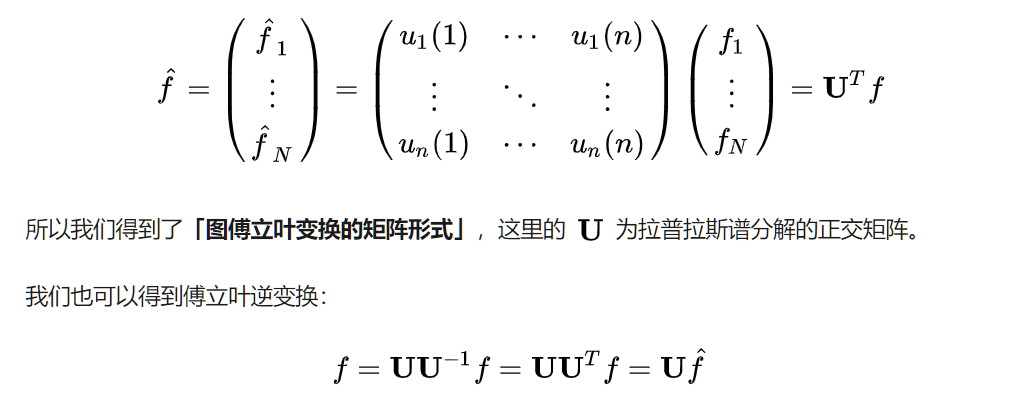 $$\hat{f} = \begin{pmatrix} \hat{f}_1 \\ \vdots \\ \hat{f}_N \end{pmatrix} = \begin{pmatrix} u_1(1) & \cdots & u_1(n) \\ \vdots & \ddots & \vdots \\ u_n(1) & \cdots & u_n(n) \end{pmatrix} \begin{pmatrix} f_1 \\ \vdots \\ f_N \end{pmatrix} = \mathbf{U}^T f$$
所以我们得到了「图傅立叶变换的矩阵形式」，这里的 $\mathbf{U}$ 为拉普拉斯谱分解的正交矩阵。
我们也可以得到傅立叶逆变换：
$$f = \mathbf{U}\mathbf{U}^{-1} f = \mathbf{U}\mathbf{U}^T f = \mathbf{U}\hat{f}$$